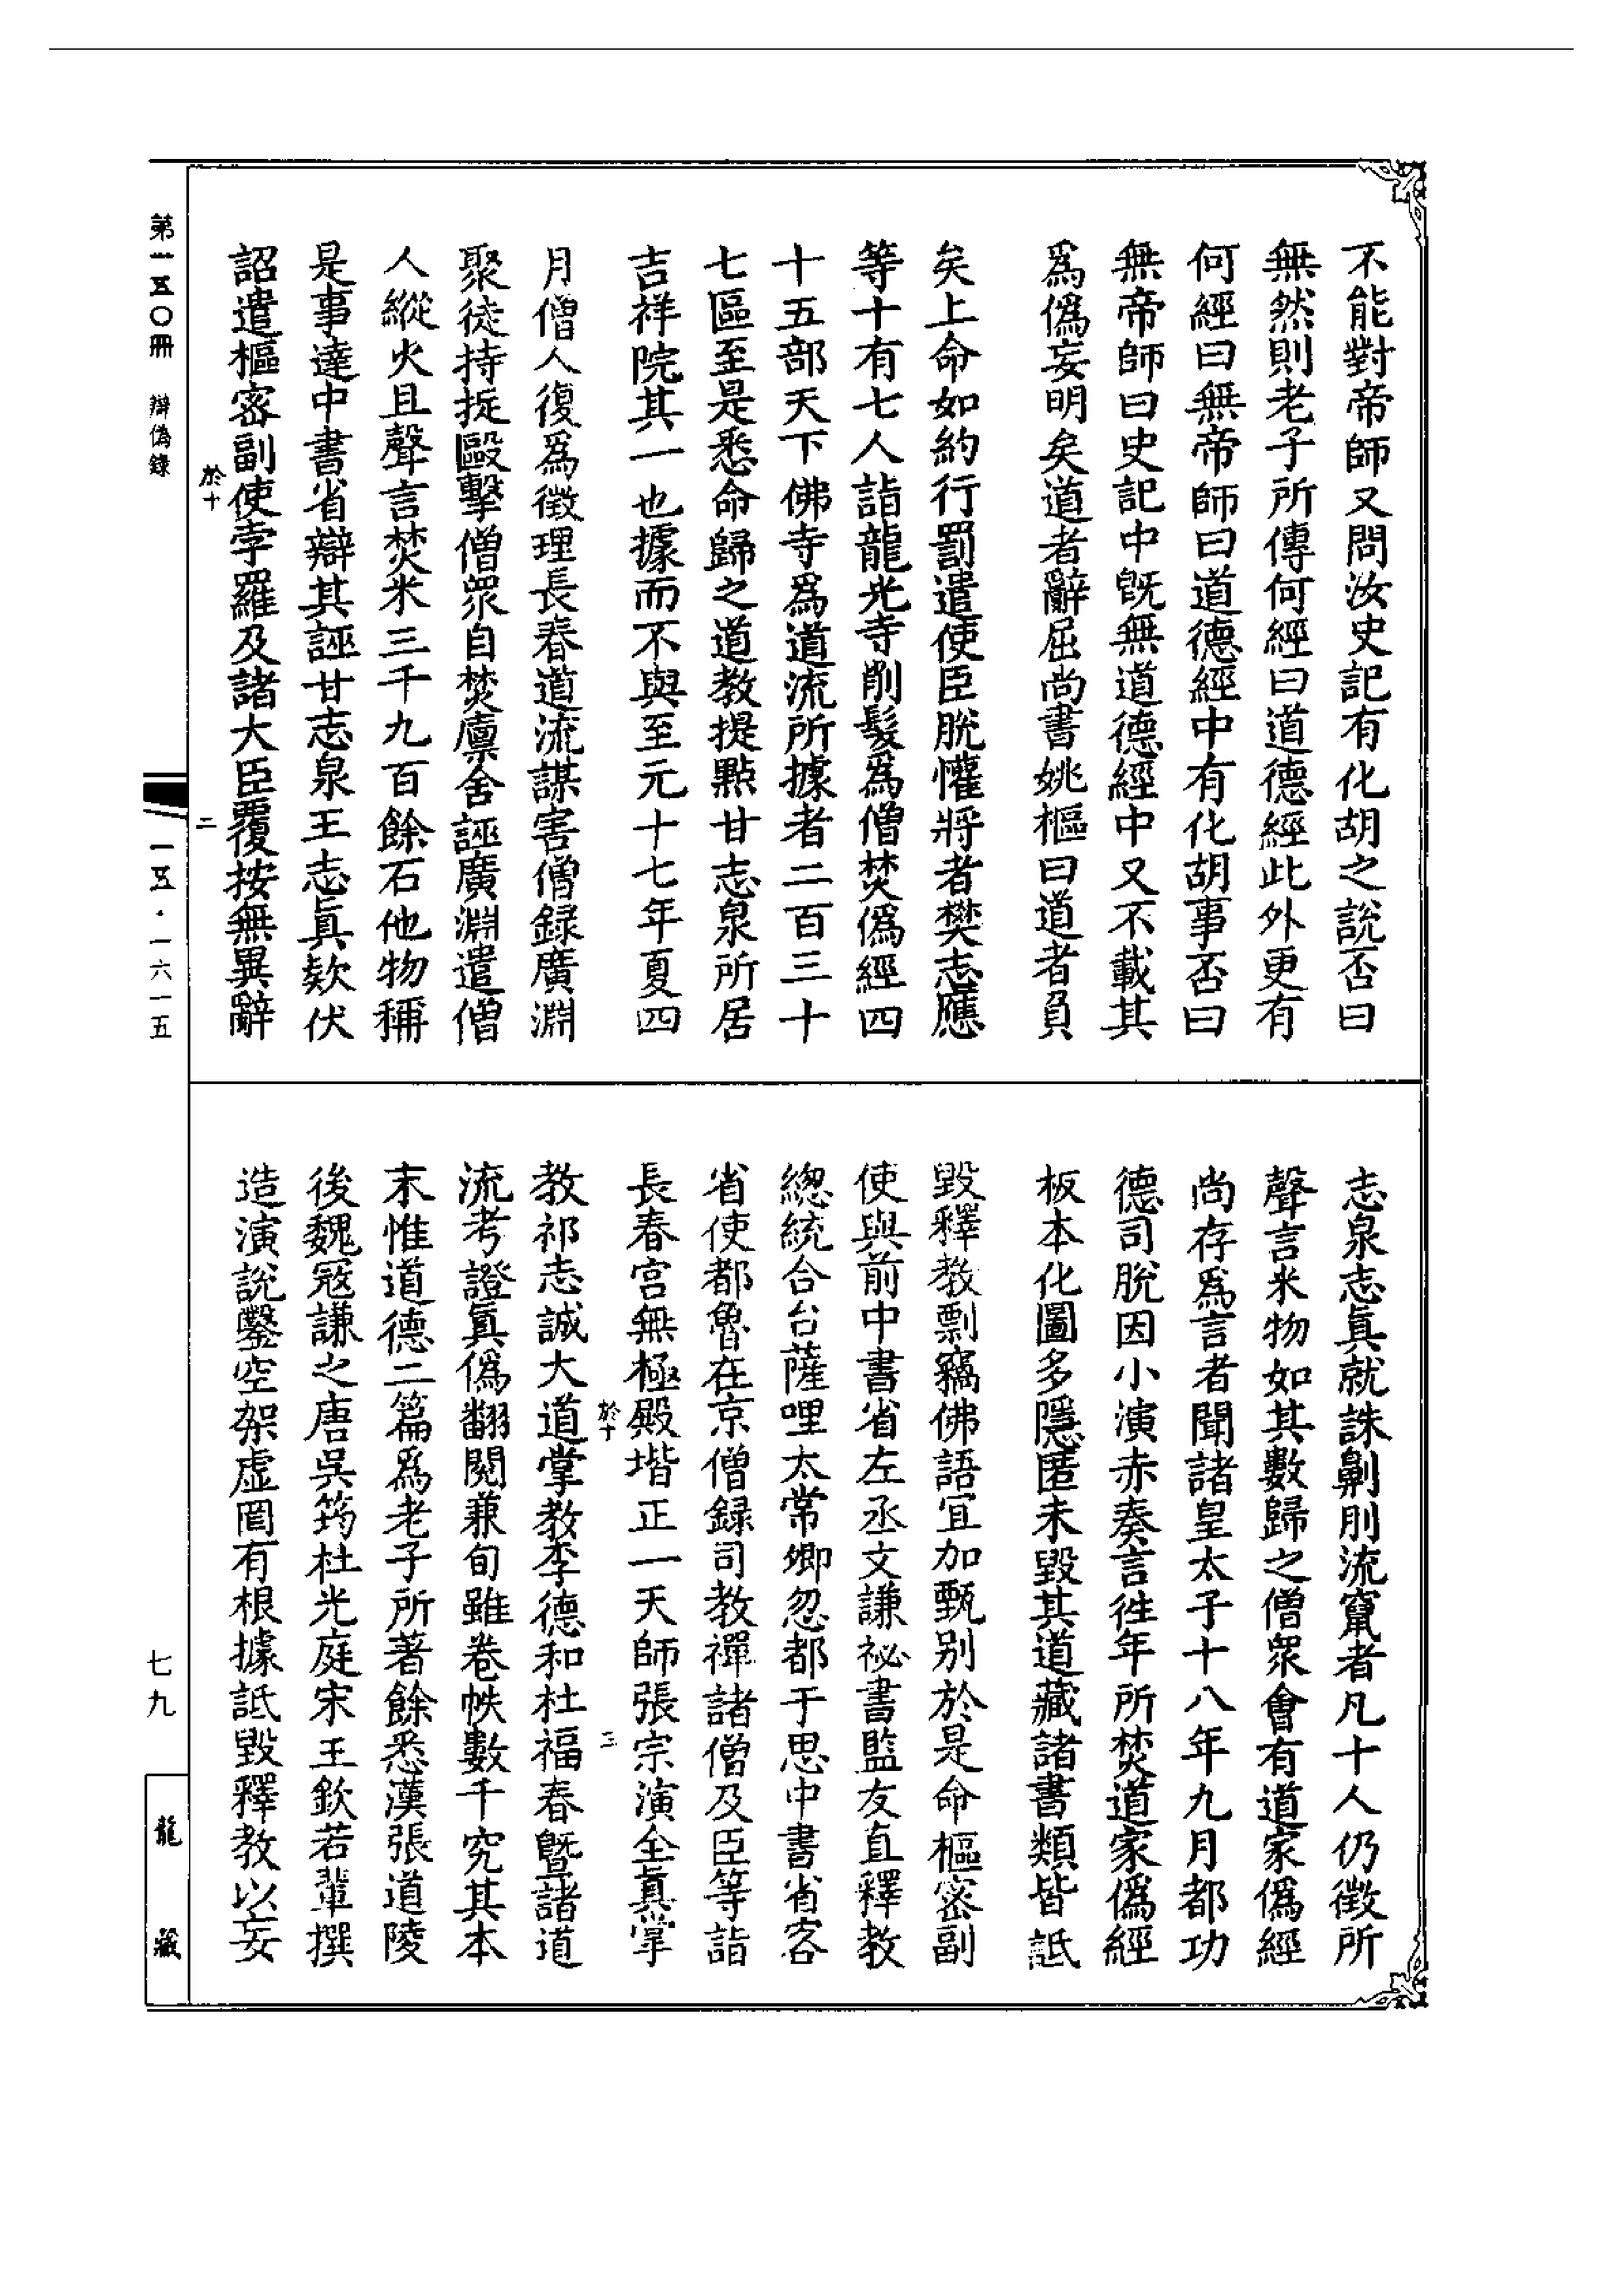 不能對帝師又問汝史記有化胡之說否曰
無然則老子所傳何經曰道德經此外更有
何經曰無帝師曰道德經中有化胡事否曰
無帝師曰史記中既無道德經中又不載其
為偽妄明矣道者辭屈尚書姚樞曰道者負
矣上命如約行罰遣使臣脫懽將者樊志應
等十有七人詣龍光寺削髮為僧焚偽經四
十五部天下佛寺為道流所據者二百三十
七區至是悉命歸之道教提點甘志泉所居
吉祥院其一也據而不與至元十七年夏四
月僧人復為徵理長春道流謀害僧録廣淵
聚徒持挺毆擊僧眾自焚廩舍誣廣淵遣僧
人縱火且聲言焚米三千九百餘石他物稱
是事達中書省辯其誣甘志泉王志眞欵伏
詔遣樞密副使孛羅及諸大臣覆按無異辭
於十
二
志泉志眞就誅劓刖流竄者凡十人仍徵所
聲言米物如其數歸之僧眾會有道家偽經
尚存為言者聞諸皇太子十八年九月都功
德司脫因小演赤奏言徃年所焚道家偽經
板本化圖多隱匿未毀其道藏諸書類皆詆
毀釋教剽竊佛語宜加甄别於是命樞密副
使與前中書省左丞文謙祕書監友直釋教
總統合台薩哩太常卿忽都于思中書省客
省使都魯在京僧録司教禪諸僧及臣等詣
長春宮無極殿堦正一天師張宗演全眞掌
於十
三
教祁志誠大道掌教李德和杜福春曁諸道
流考證眞偽翻閱兼旬雖卷帙數千究其本
末惟道德二篇為老子所著餘悉漢張道陵
後魏寇謙之唐吳筠杜光庭宋王欽若輩撰
造演說鑿空架虛罔有根據詆毀釋教以妄
第一五〇冊 辯偽錄
一五·一六一五
七九
龍藏